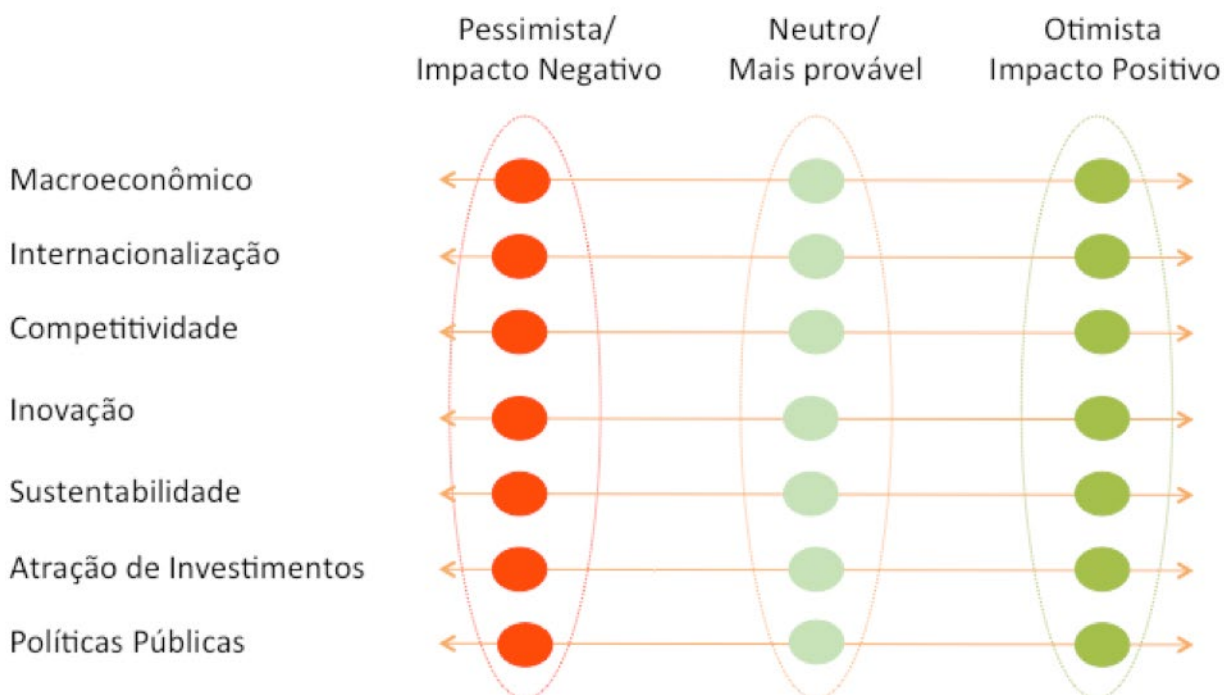 Pessimista/
Impacto Negativo
Neutro/
Mais provável
Otimista
Impacto Positivo
Macroeconômico
Internacionalização
Competitividade
Inovação
Sustentabilidade
Atração de Investimentos
Políticas Públicas